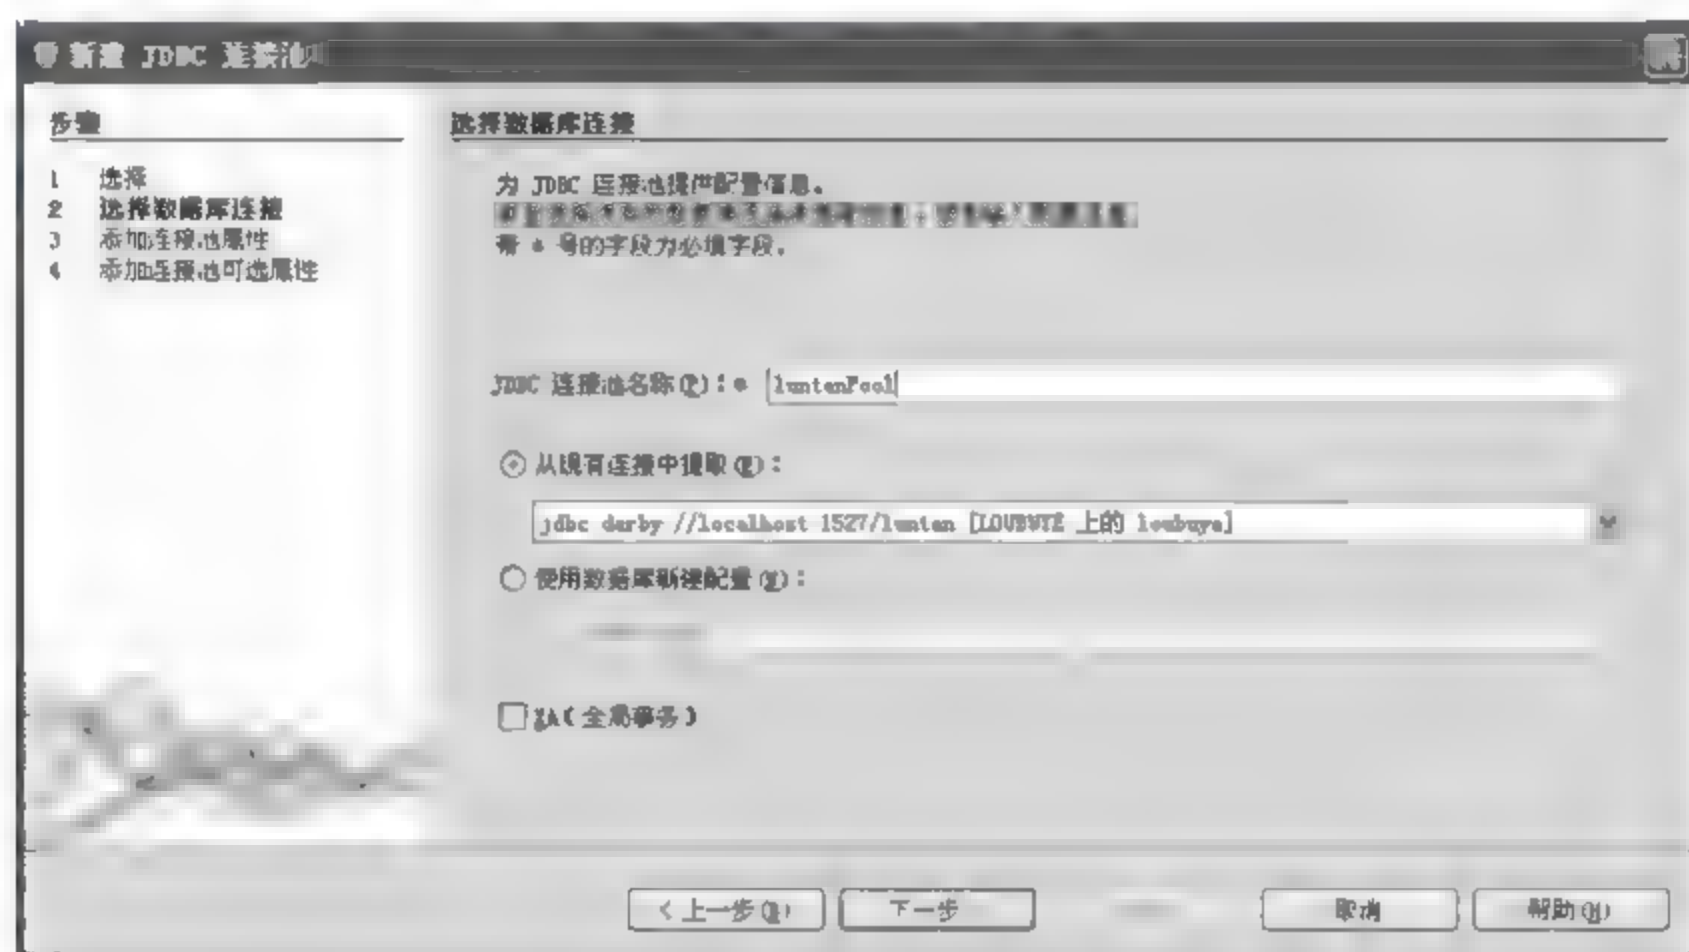 新建 JDBC 连接池
步骤
1 选择
2 选择数据库连接
3 添加连接池属性
4 添加连接池可选属性
选择数据库连接
为 JDBC 连接池提供配置信息。
带 * 号的字段为必填字段。
JDBC 连接池名称(P):*
luntanPool
从现有连接中提取(E):
jdbc derby //localhost 1527/luntan [ 上的 ]
使用数据库新建配置():
XA(全局事务)
< 上一步(B)
下一步
取消
帮助(H)